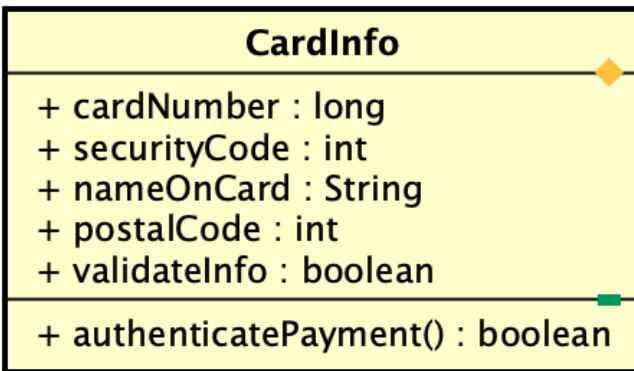 CardInfo
+ cardNumber : long
+ securityCode : int
+ nameOnCard : String
+ postalCode : int
+ validateInfo : boolean
+ authenticatePayment() : boolean